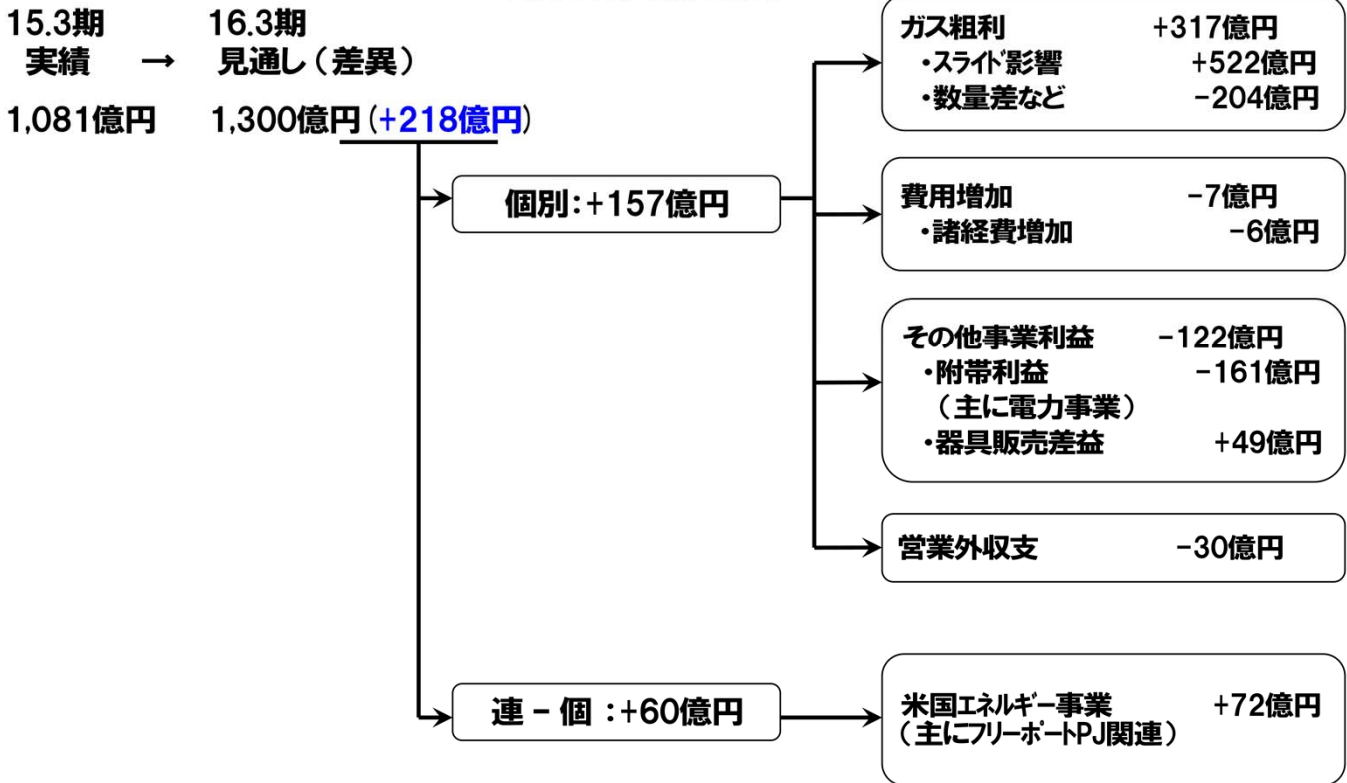 15.3期 16.3期
実績 → 見通し（差異）
1,081億円 1,300億円(+218億円)
個別：+157億円
ガス粗利 +317億円
・スライド影響 +522億円
・数量差など -204億円
費用増加 -7億円
・諸経費増加 -6億円
その他事業利益 -122億円
・附帯利益 -161億円
（主に電力事業）
・器具販売差益 +49億円
営業外収支 -30億円
連－個：+60億円
米国エネルギー事業 +72億円
（主にフリーポートPJ関連）